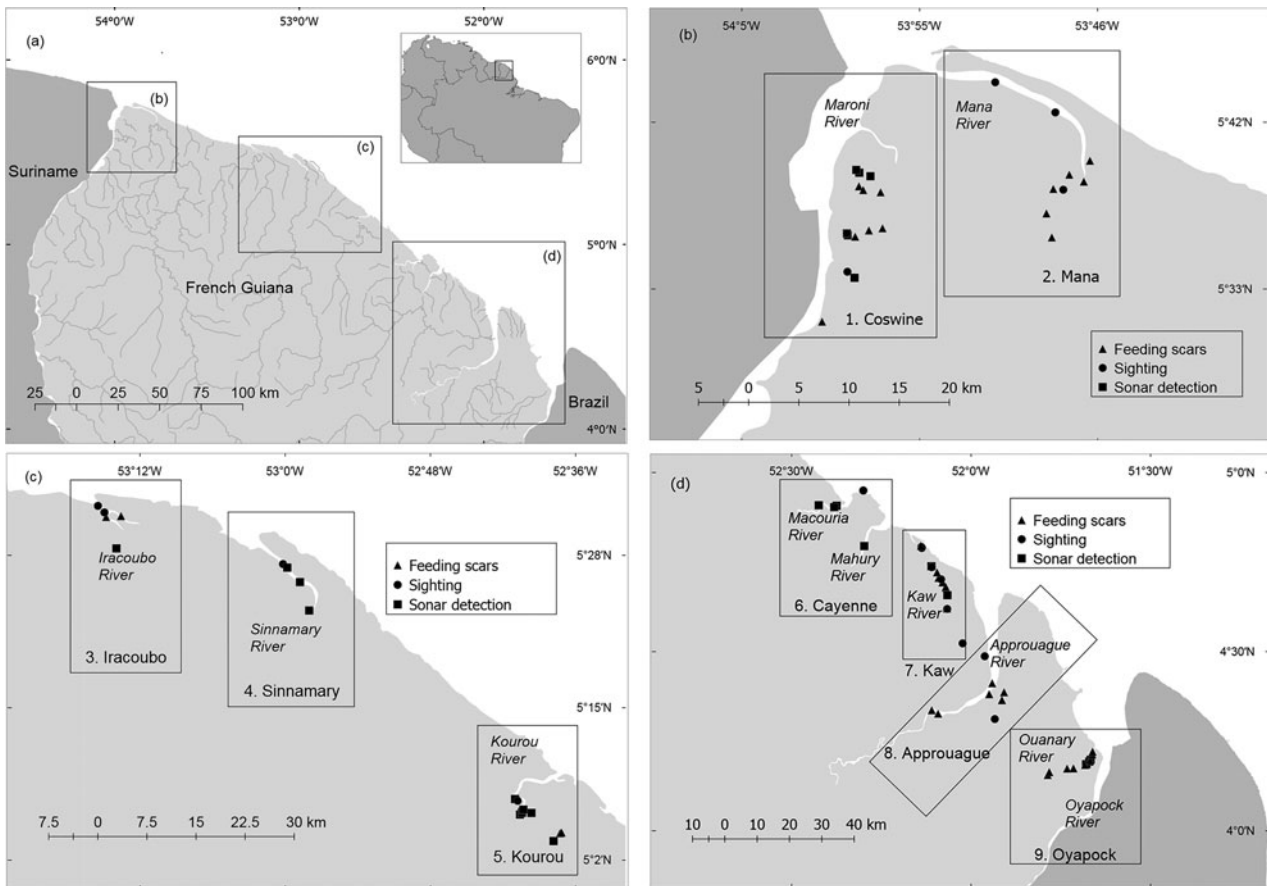 54°0'W 53°0'W 52°0'W
(a)
6°0'N
(b)
(c)
Suriname
5°0'N
(d)
French Guiana
25 0 25 50 75 100 km
Brazil
4°0'N
54°5'W 53°55'W 53°46'W
(b)
Maroni
River
Mana
River
5°42'N
2. Mana
5°33'N
1. Coswine
Feeding scars
Sighting
Sonar detection
5 0 5 10 15 20 km
53°12'W 53°0'W 52°48'W 52°36'W
(c)
Iracoubo
River
5°28'N
Feeding scars
Sighting
Sonar detection
Sinnamary
River
3. Iracoubo
4. Sinnamary
5°15'N
Kourou
River
7.5 0 7.5 15 22.5 30 km
5. Kourou
5°2'N
52°30'W 52°0'W 51°30'W 5°0'N
(d)
Macouria
River
Mahury
River
Feeding scars
Sighting
Sonar detection
Kaw
River
6. Cayenne
Approuague
River
4°30'N
7. Kaw
8. Approuague
Ouanary
River
Oyapock
River
10 0 10 20 30 40 km
4°0'N
9. Oyapock